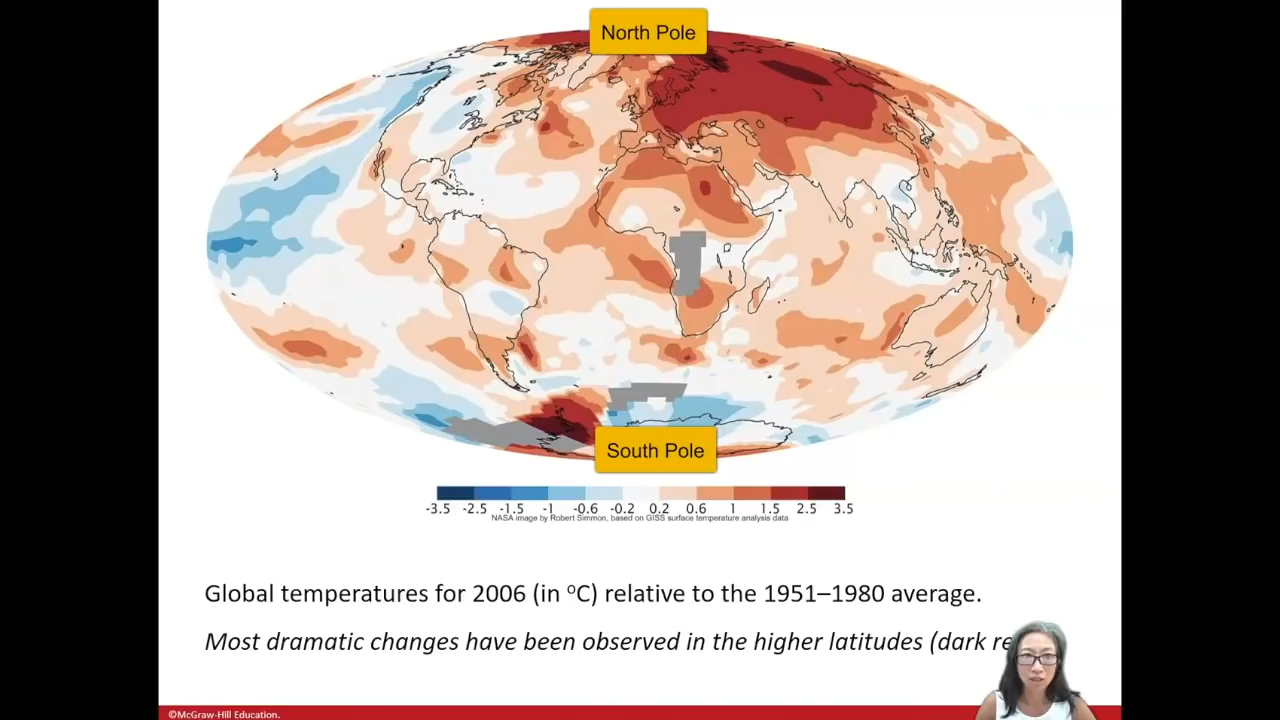 North Pole
South Pole
-3.5 -2.5 -1.5 -1 -0.6 -0.2 0.2 0.6 1 1.5 2.5 3.5
NASA image by Robert Simmon, based on GISS surface temperature analysis data
Global temperatures for 2006 (in °C) relative to the 1951–1980 average.
Most dramatic changes have been observed in the higher latitudes (dark
©McGraw-Hill Education.